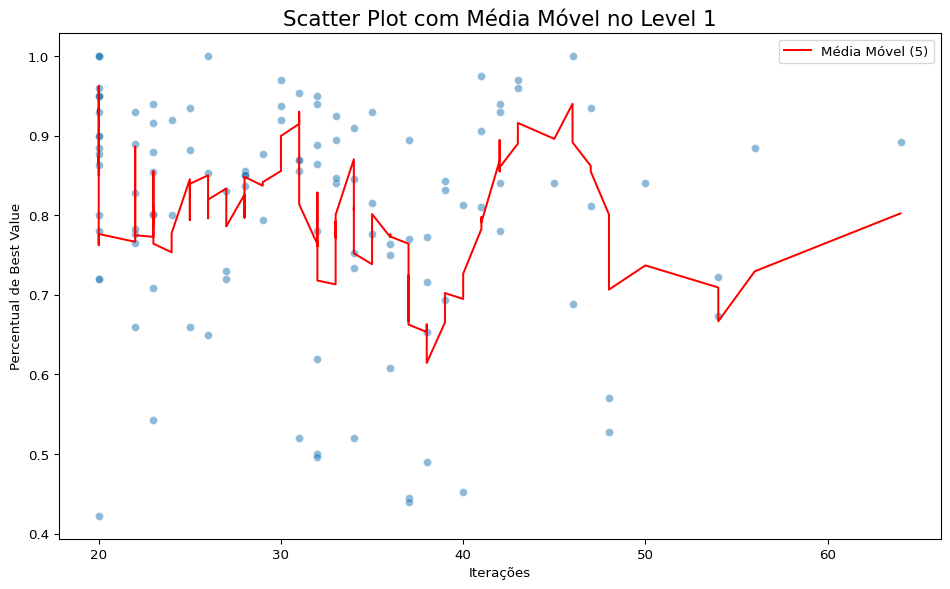 Scatter Plot com Média Móvel no Level 1
Média Móvel (5)
Percentual de Best Value
1.0
0.9
0.8
0.7
0.6
0.5
0.4
20 30 40 50 60
Iterações